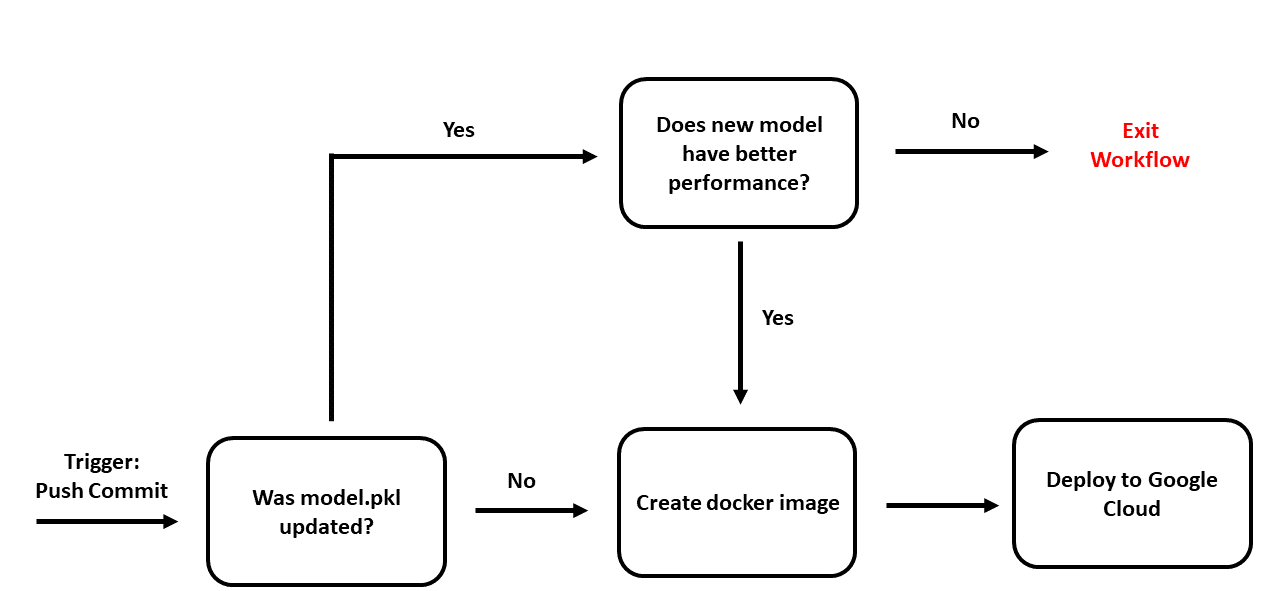 Yes
Does new model
have better
performance?
No
Exit
Workflow
Yes
Trigger:
Push Commit
Was model.pkl
updated?
No
Create docker image
Deploy to Google
Cloud